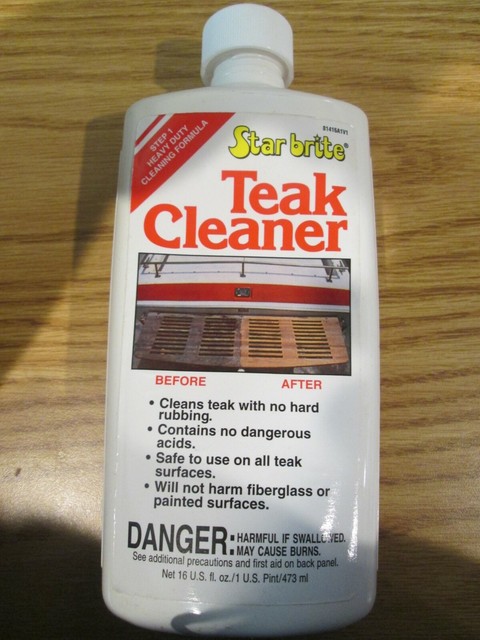 81416A1V1
STEP 1
HEAVY DUTY
CLEANING FORMULA
Star brite®
Teak
Cleaner
BEFORE AFTER
• Cleans teak with no hard
rubbing.
• Contains no dangerous
acids.
• Safe to use on all teak
surfaces.
• Will not harm fiberglass or
painted surfaces.
DANGER: HARMFUL IF SWALLOWED.
MAY CAUSE BURNS.
See additional precautions and first aid on back panel.
Net 16 U.S. fl. oz./1 U.S. Pint/473 ml